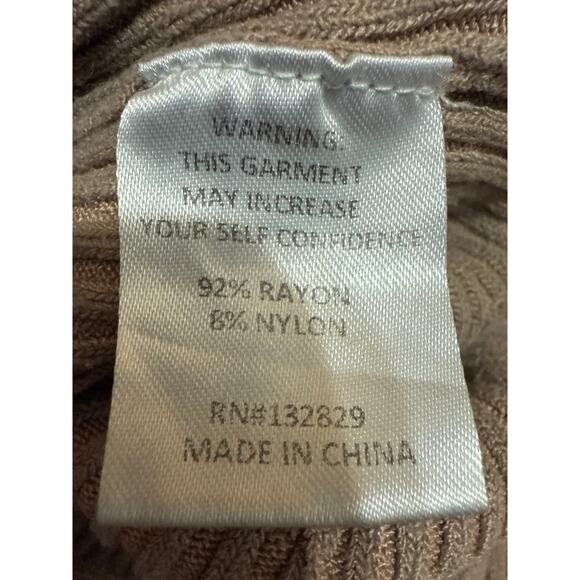 WARNING:
THIS GARMENT
MAY INCREASE
YOUR SELF CONFIDENCE
92% RAYON
8% NYLON
RN#132829
MADE IN CHINA